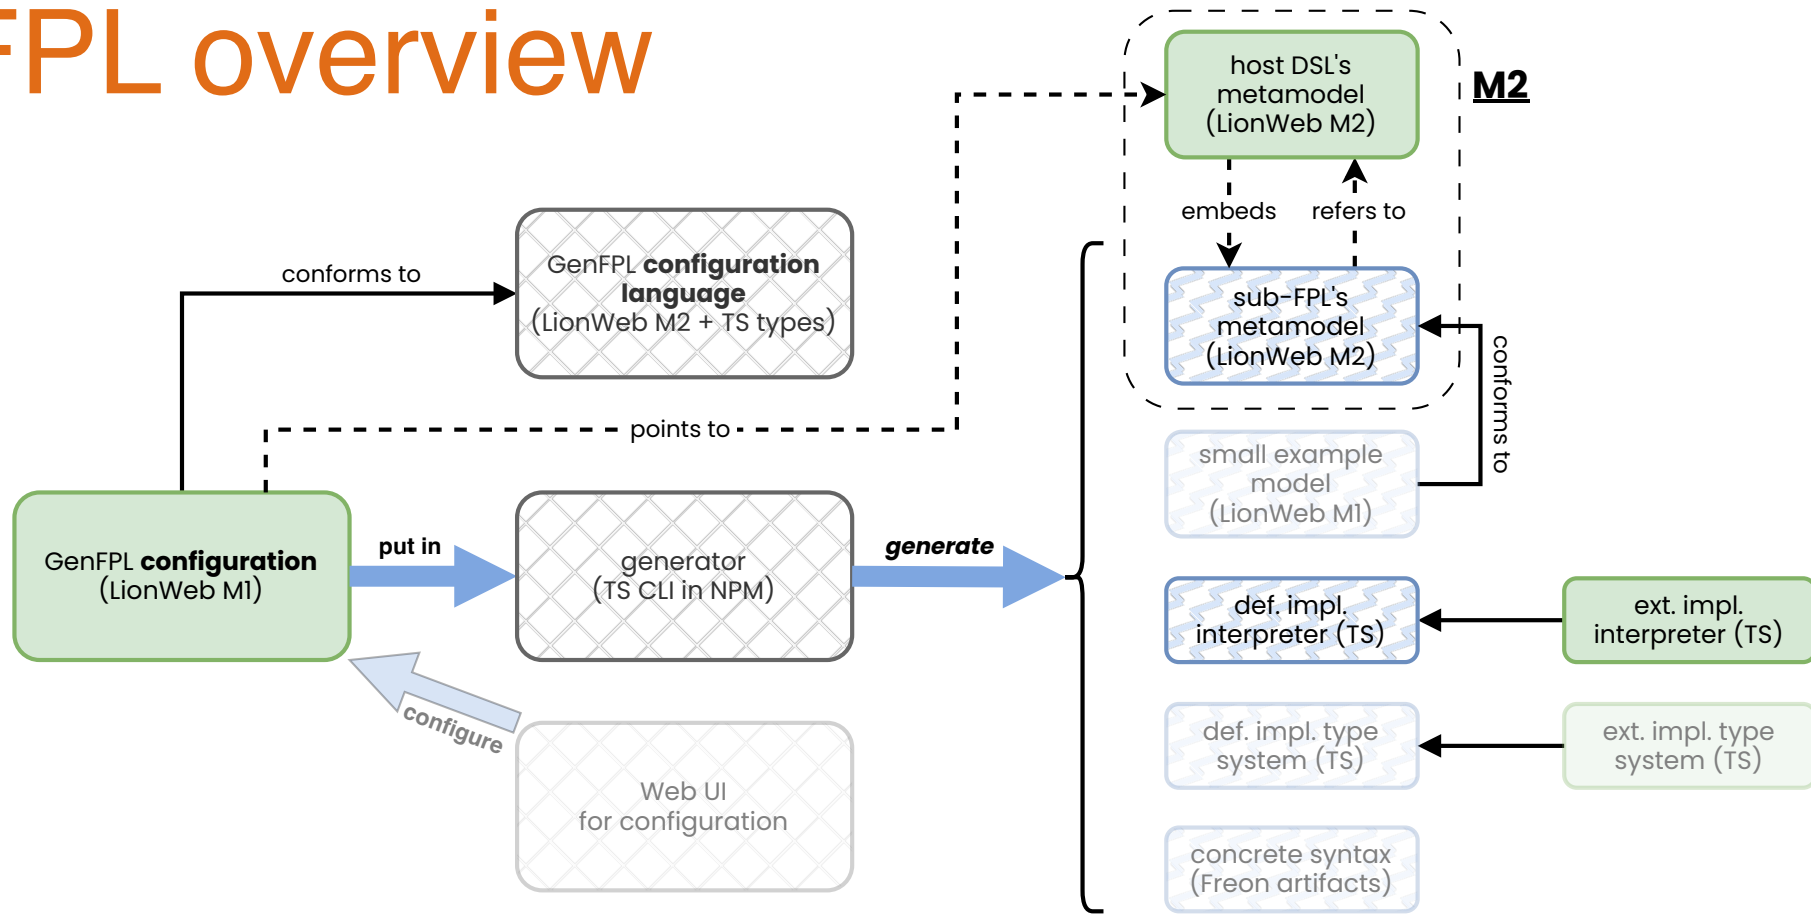 FPL overview
host DSL's
metamodel
(LionWeb M2)
M2
embeds
refers to
conforms to
GenFPL configuration
language
(LionWeb M2 + TS types)
sub-FPL's
metamodel
(LionWeb M2)
conforms to
points to
small example
model
(LionWeb M1)
GenFPL configuration
(LionWeb M1)
put in
generator
(TS CLI in NPM)
generate
def. impl.
interpreter (TS)
ext. impl.
interpreter (TS)
configure
Web UI
for configuration
def. impl. type
system (TS)
ext. impl. type
system (TS)
concrete syntax
(Freon artifacts)